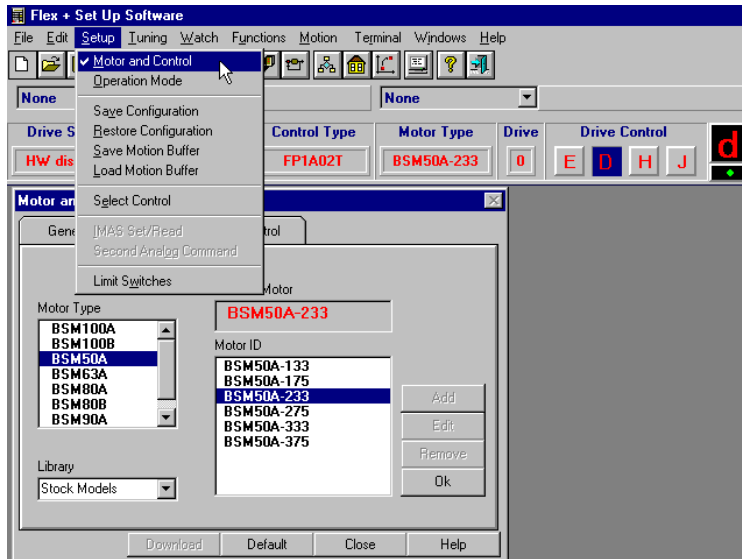 Flex + Set Up Software
File Edit Setup Tuning Watch Functions Motion Terminal Windows Help
Motor and Control
Operation Mode
Save Configuration
Restore Configuration
Save Motion Buffer
Load Motion Buffer
Select Control
IMAS Set/Read
Second Analog Command
Limit Switches
None
None
Drive S
Control Type
Motor Type
Drive
Drive Control
HW dis
FP1A02T
BSM50A-233
0
E D H J
d
Motor an
Gene
trol
Motor
BSM50A-233
Motor Type
BSM100A
BSM100B
BSM50A
BSM63A
BSM80A
BSM80B
BSM90A
Motor ID
BSM50A-133
BSM50A-175
BSM50A-233
BSM50A-275
BSM50A-333
BSM50A-375
Add
Edit
Remove
Ok
Library
Stock Models
Download Default Close Help